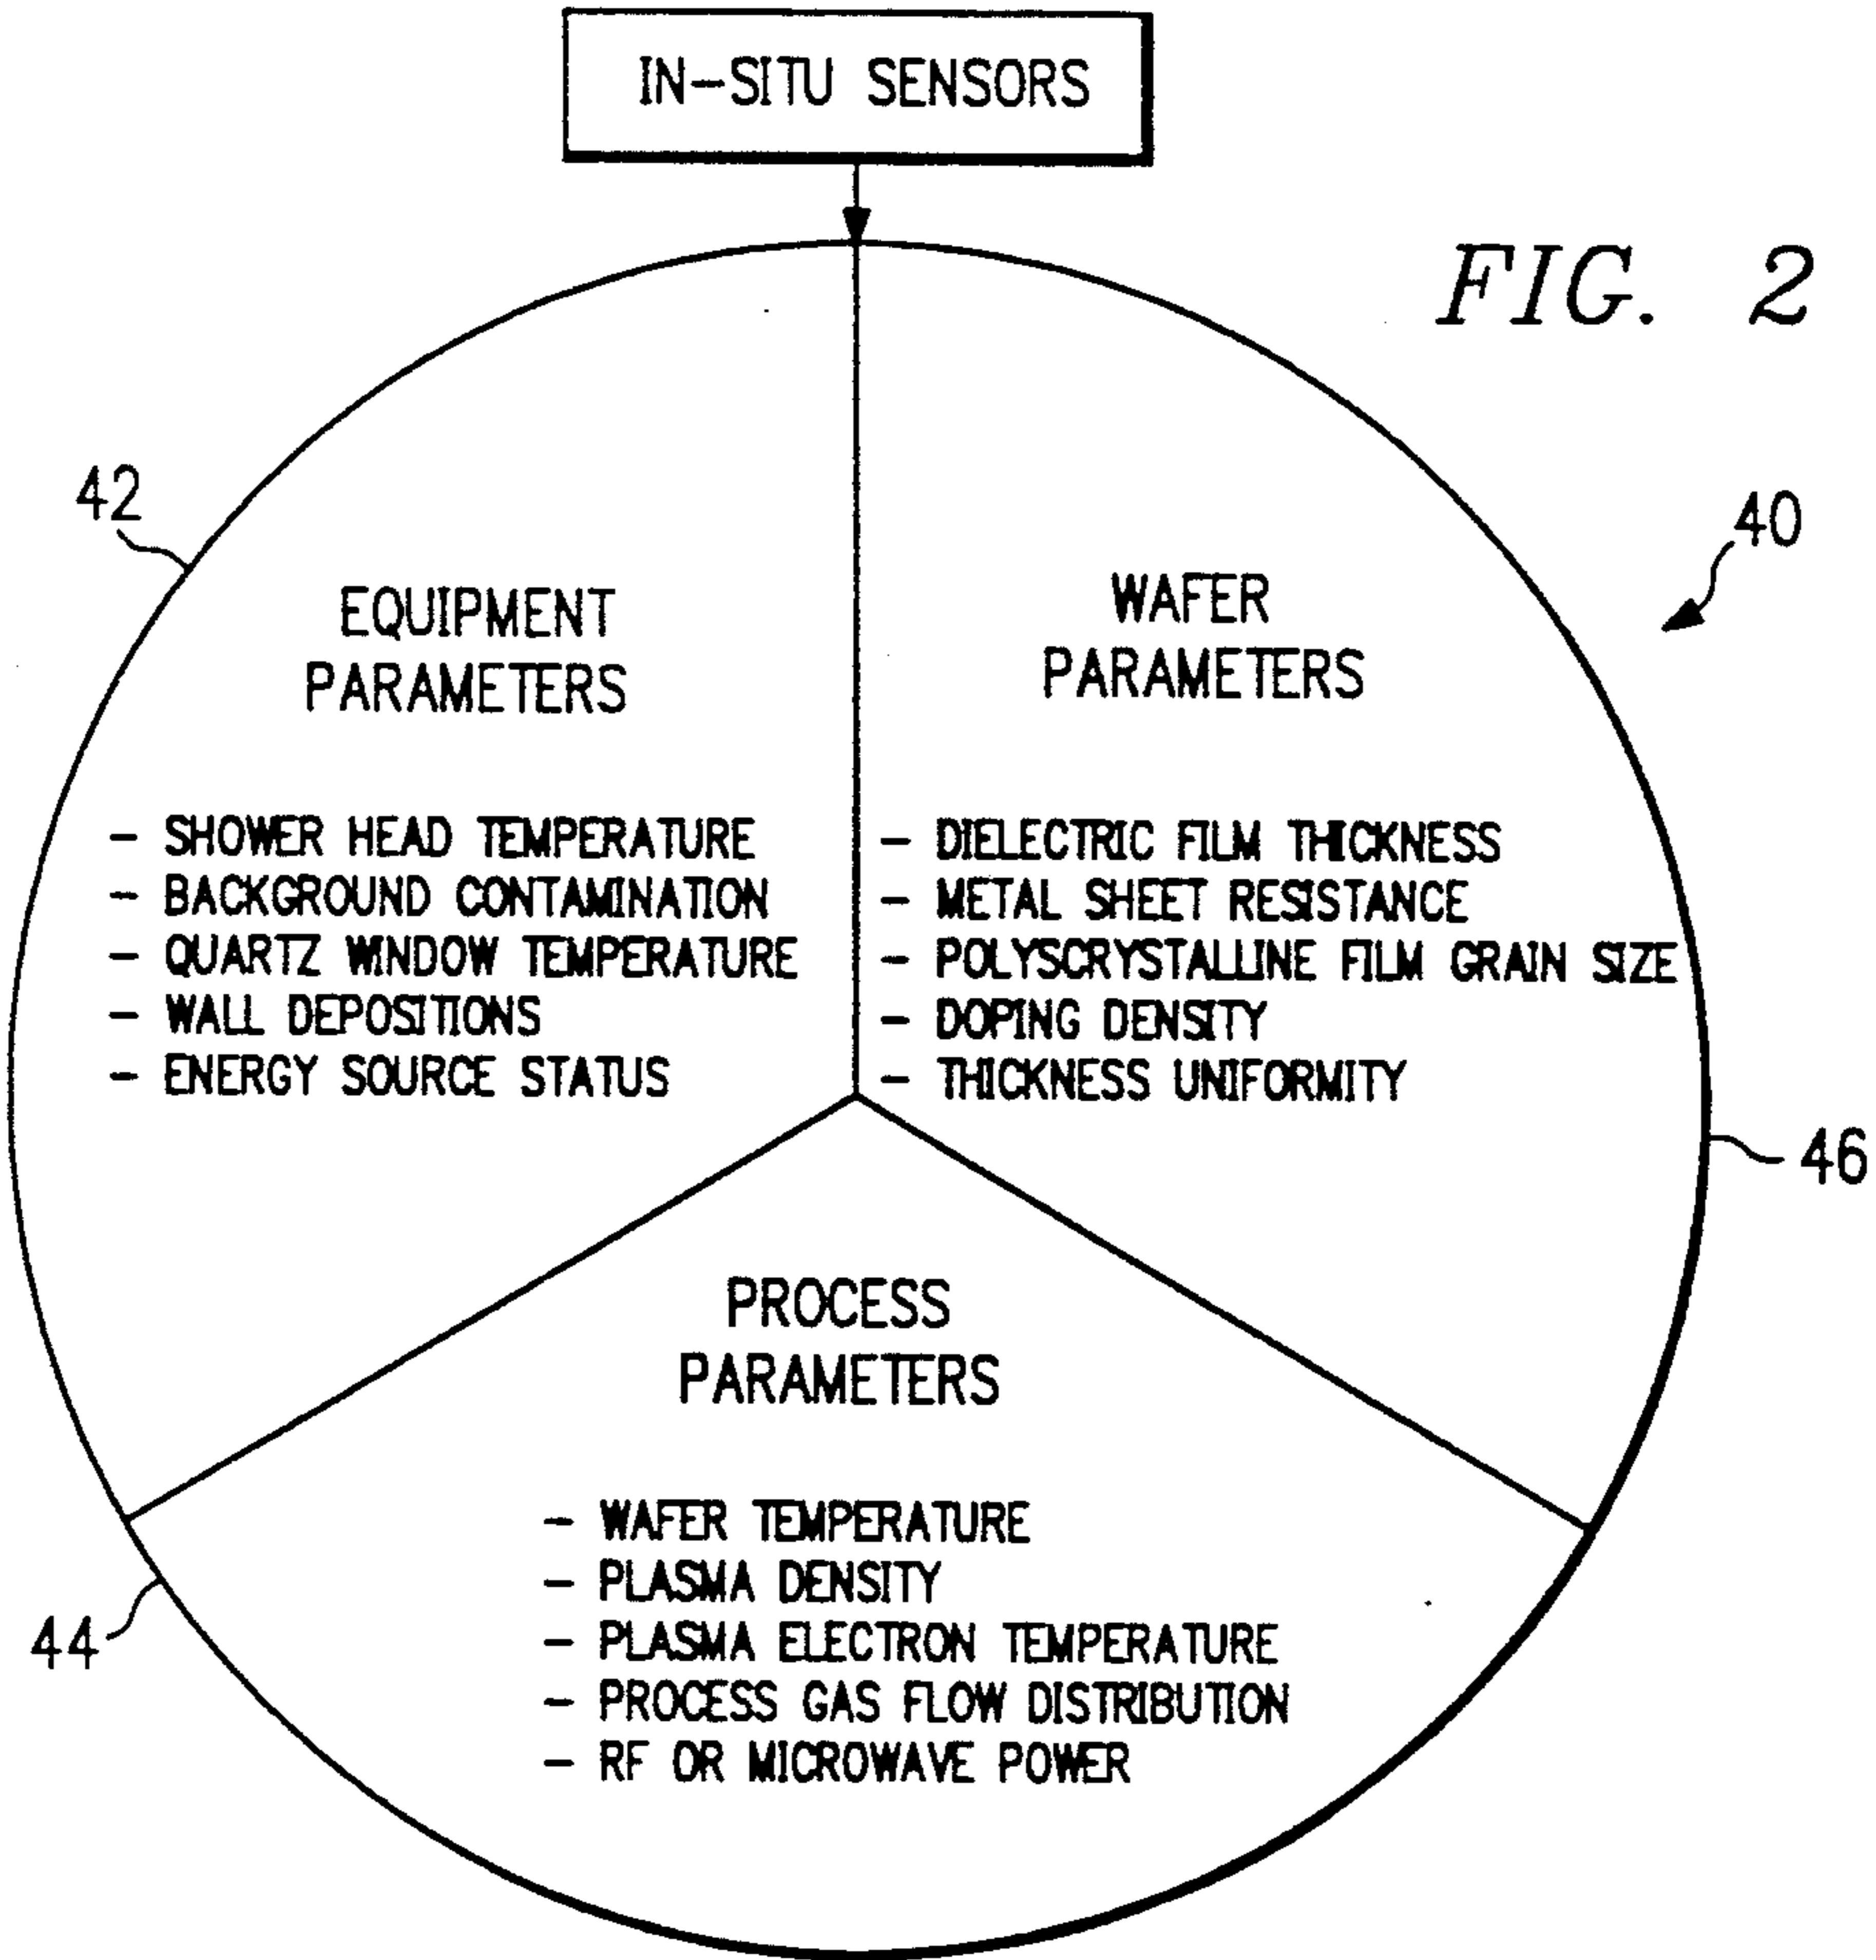 IN-SITU SENSORS
FIG. 2
42
40
EQUIPMENT
PARAMETERS
- SHOWER HEAD TEMPERATURE
- BACKGROUND CONTAMINATION
- QUARTZ WINDOW TEMPERATURE
- WALL DEPOSITIONS
- ENERGY SOURCE STATUS
WAFER
PARAMETERS
- DIELECTRIC FILM THICKNESS
- METAL SHEET RESISTANCE
- POLYSCRYSTALLINE FILM GRAIN SIZE
- DOPING DENSITY
- THICKNESS UNIFORMITY
46
PROCESS
PARAMETERS
- WAFER TEMPERATURE
- PLASMA DENSITY
- PLASMA ELECTRON TEMPERATURE
- PROCESS GAS FLOW DISTRIBUTION
- RF OR MICROWAVE POWER
44